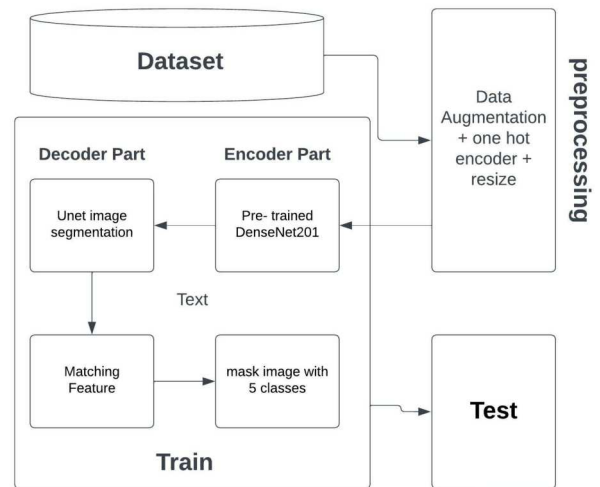 Dataset
Data
Augmentation
+ one hot
encoder +
resize
preprocessing
Decoder Part
Encoder Part
Unet image
segmentation
Pre- trained
DenseNet201
Text
Matching
Feature
mask image with
5 classes
Train
Test